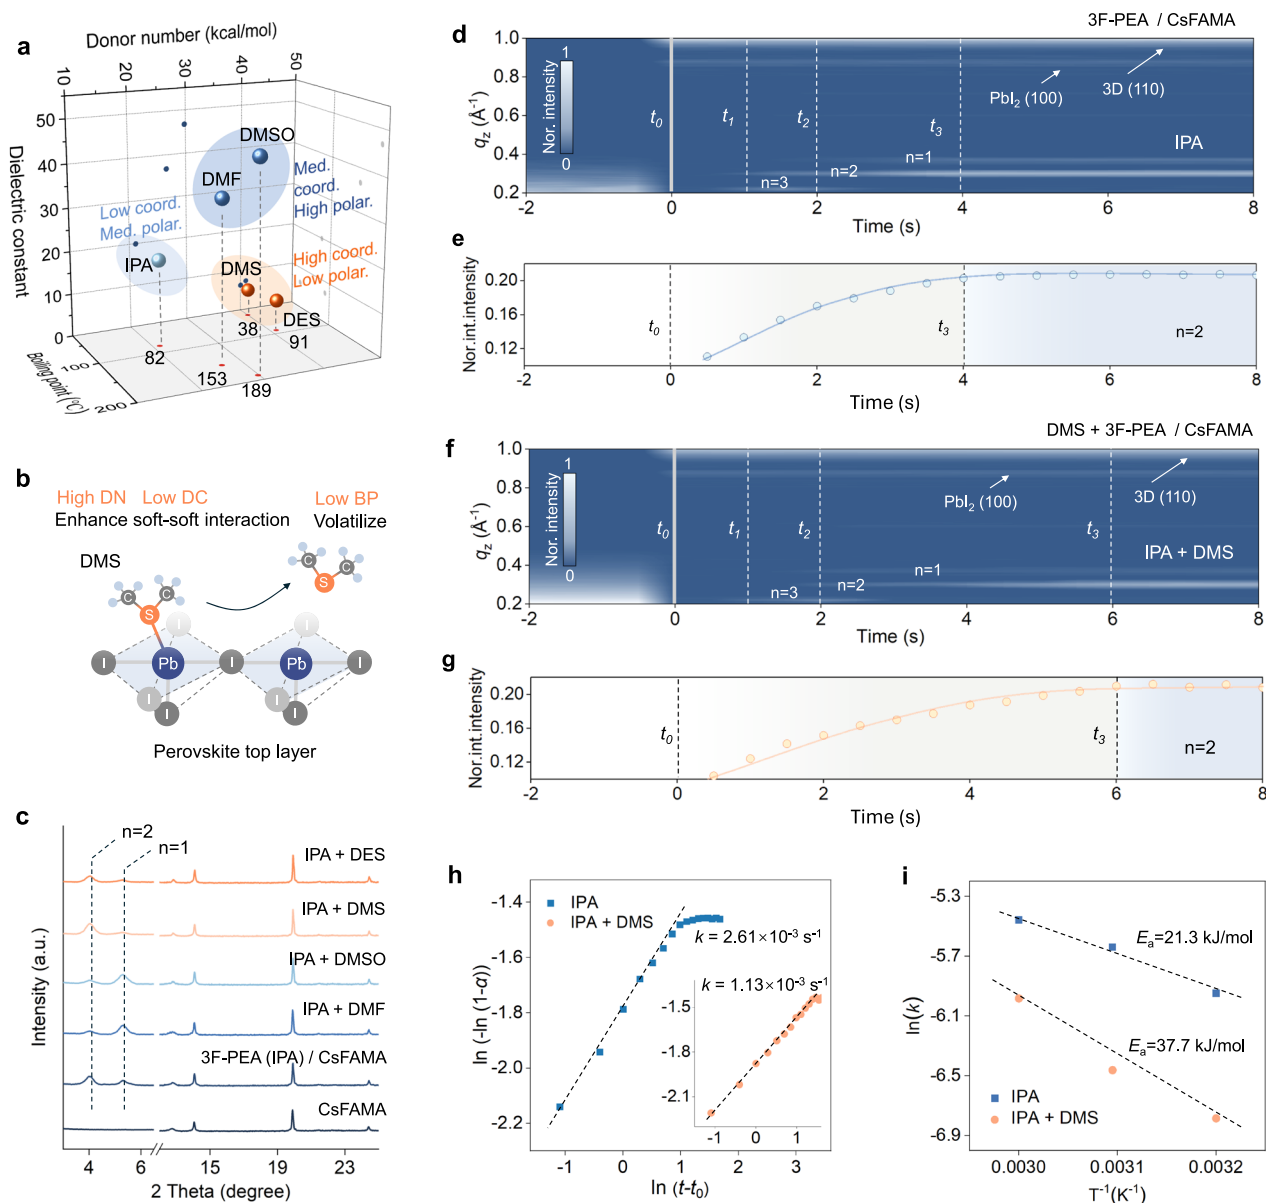 a
Donor number (kcal/mol)
10 20 30 40 50
Dielectric constant
50
40
30
20
10
0
100
200
Boiling point (℃)
DMSO
DMF
Med.
coord.
High polar.
Low coord.
Med. polar.
IPA
DMS
High coord.
Low polar.
DES
38
91
82
153
189
b
High DN Low DC
Enhance soft-soft interaction
Low BP
Volatilize
DMS
C S C
C C
S
I I
I Pb I Pb I
I I
I I
Perovskite top layer
c
Intensity (a.u.)
n=2
n=1
IPA + DES
IPA + DMS
IPA + DMSO
IPA + DMF
3F-PEA (IPA) / CsFAMA
CsFAMA
4 6 15 19 23
2 Theta (degree)
d
3F-PEA / CsFAMA
qz (Å-1)
1.0
0.8
0.6
0.4
0.2
Nor. intensity
1
0
t0
t1
t2
t3
PbI2 (100)
3D (110)
IPA
n=1
n=2
n=3
-2 0 2 4 6 8
Time (s)
e
Nor.int.intensity
0.20
0.16
0.12
t0
t3
n=2
-2 0 2 4 6 8
Time (s)
f
DMS + 3F-PEA / CsFAMA
qz (Å-1)
1.0
0.8
0.6
0.4
0.2
Nor. intensity
1
0
t0
t1
t2
t3
PbI2 (100)
3D (110)
IPA + DMS
n=1
n=2
n=3
-2 0 2 4 6 8
Time (s)
g
Nor.int.intensity
0.20
0.16
0.12
t0
t3
n=2
-2 0 2 4 6 8
Time (s)
h
ln (-ln (1-α))
-1.4
-1.6
-1.8
-2.0
-2.2
IPA
IPA + DMS
k = 2.61×10-3 s-1
k = 1.13×10-3 s-1
-1.5
-1.8
-2.1
-1 0 1
-1 0 1 2 3
ln (t-t0)
i
ln(k)
-5.3
-5.7
-6.1
-6.5
-6.9
Ea=21.3 kJ/mol
Ea=37.7 kJ/mol
IPA
IPA + DMS
0.0030 0.0031 0.0032
T-1(K-1)